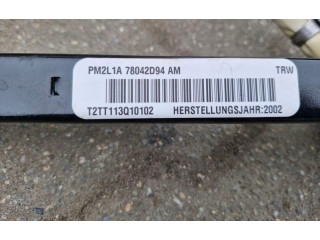 PM2L1A 78042D94 AM TRW
T2TT113Q10102 HERSTELLUNGSJAHR:2002